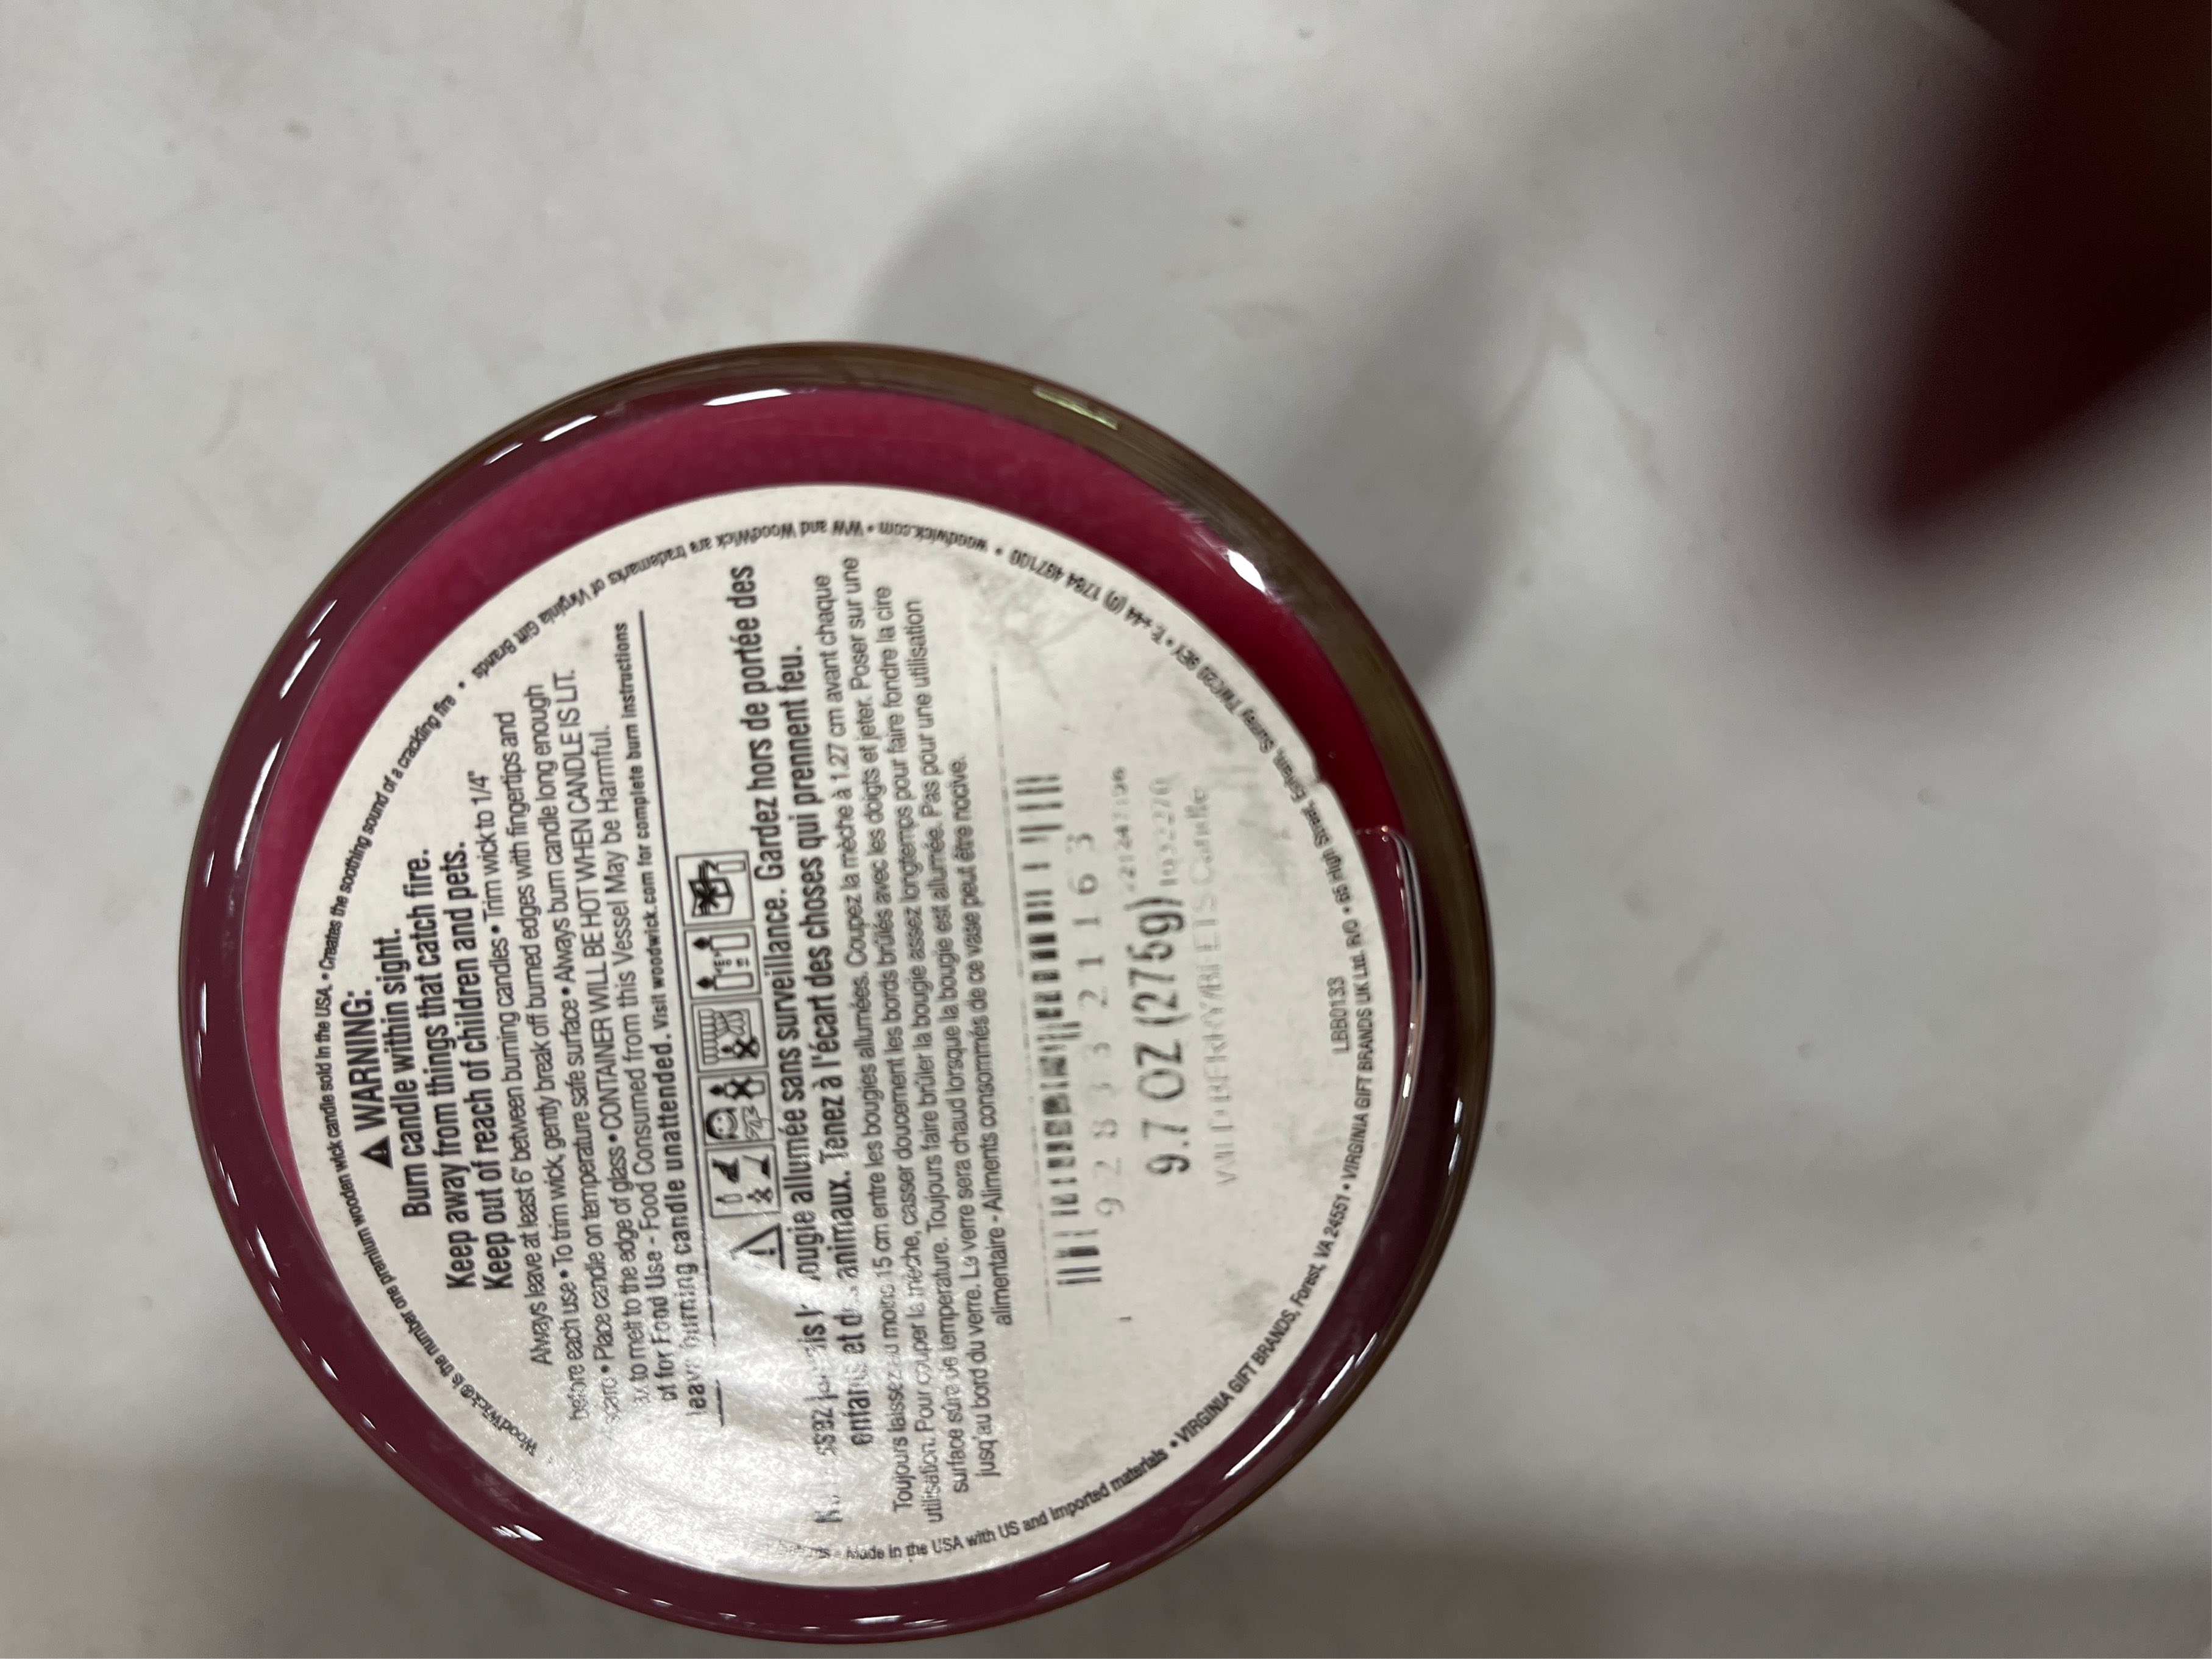 WoodWick® is the number one premium wooden wick candle sold in the USA. • Creates the soothing sound of a crackling fire •
Virginia Gift Brands
WW and WoodWick are trademarks of
woodwick.com •
WARNING:
Burn candle within sight.
Keep away from things that catch fire.
Keep out of reach of children and pets.
Always leave at least 6" between burning candles • Trim wick to 1/4"
before each use • To trim wick, gently break off burned edges with fingertips and
• Place candle on temperature safe surface • Always burn candle long enough
to melt to the edge of glass • CONTAINER WILL BE HOT WHEN CANDLE IS LIT.
for Food Use - Food Consumed from this Vessel May be Harmful.
leave burning candle unattended. Visit woodwick.com for complete burn instructions
allumée sans surveillance. Gardez hors de portée des
et animaux. Tenez à l'écart des choses qui prennent feu.
Toujours laissez au moins 15 cm entre les bougies allumées. Coupez la mèche à 1.27 cm avant chaque
utilisation. Pour couper la mèche, casser doucement les bords brûlés avec les doigts et jeter. Poser sur une
surface sûre de température. Toujours faire brûler la bougie assez longtemps pour faire fondre la cire
jusqu'au bord du verre. Le verre sera chaud lorsque la bougie est allumée. Pas pour une utilisation
alimentaire - Aliments consommés de ce vase peut être nocive.
9 2 8 3 3 2 1 1 6 3
9.7 OZ (275g)
WILDBERRY/BEETS Candle
LBB0133
Made in the USA with US and imported materials • VIRGINIA GIFT BRANDS, Forest, VA 24551 • VIRGINIA GIFT BRANDS UK Ltd. RO • 66 High Street, Egham, Surrey TW20 9EY • T: +44 (0) 1784 497100 •